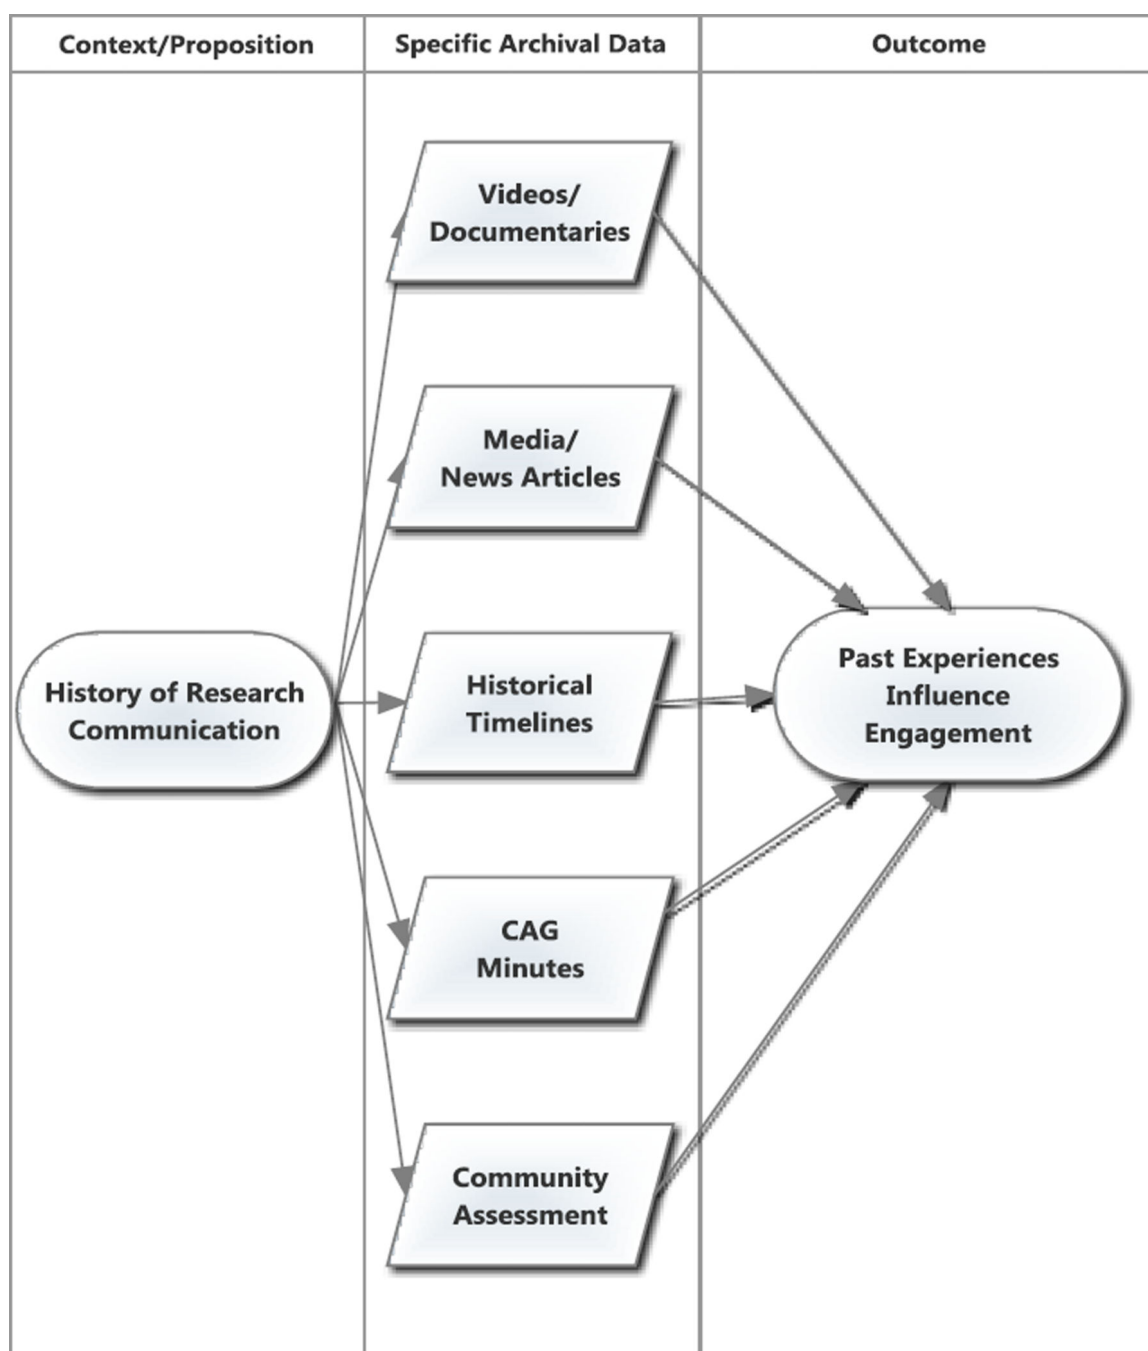 Context/Proposition
Specific Archival Data
Outcome
Videos/
Documentaries
Media/
News Articles
History of Research
Communication
Historical
Timelines
Past Experiences
Influence
Engagement
CAG
Minutes
Community
Assessment